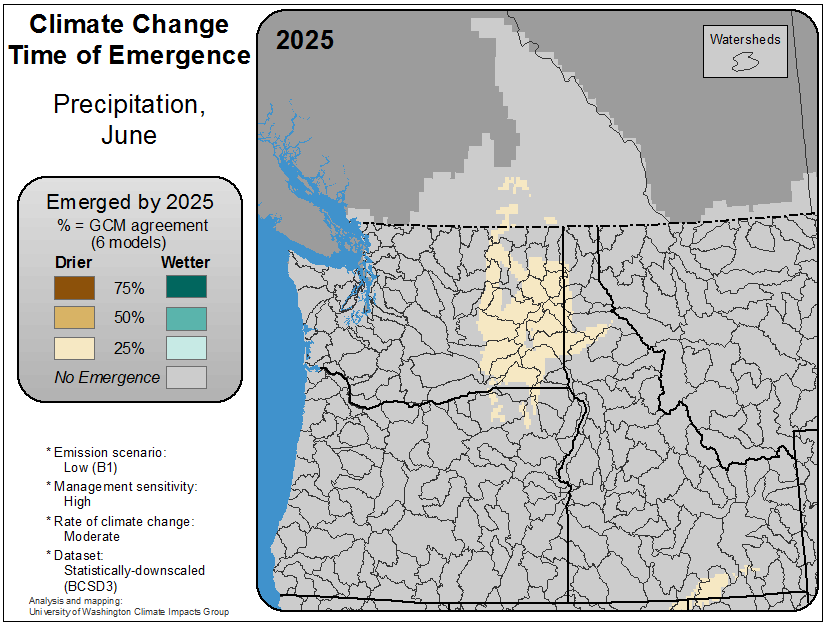 Climate Change
Time of Emergence
Precipitation,
June
Emerged by 2025
% = GCM agreement
(6 models)
Drier Wetter
75%
50%
25%
No Emergence
* Emission scenario:
Low (B1)
* Management sensitivity:
High
* Rate of climate change:
Moderate
* Dataset:
Statistically-downscaled
(BCSD3)
Analysis and mapping:
University of Washington Climate Impacts Group
2025
Watersheds